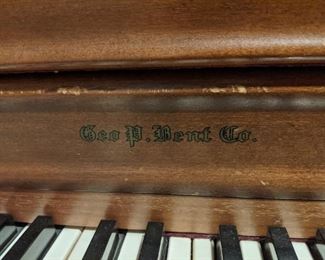 Geo P. Bent Co.